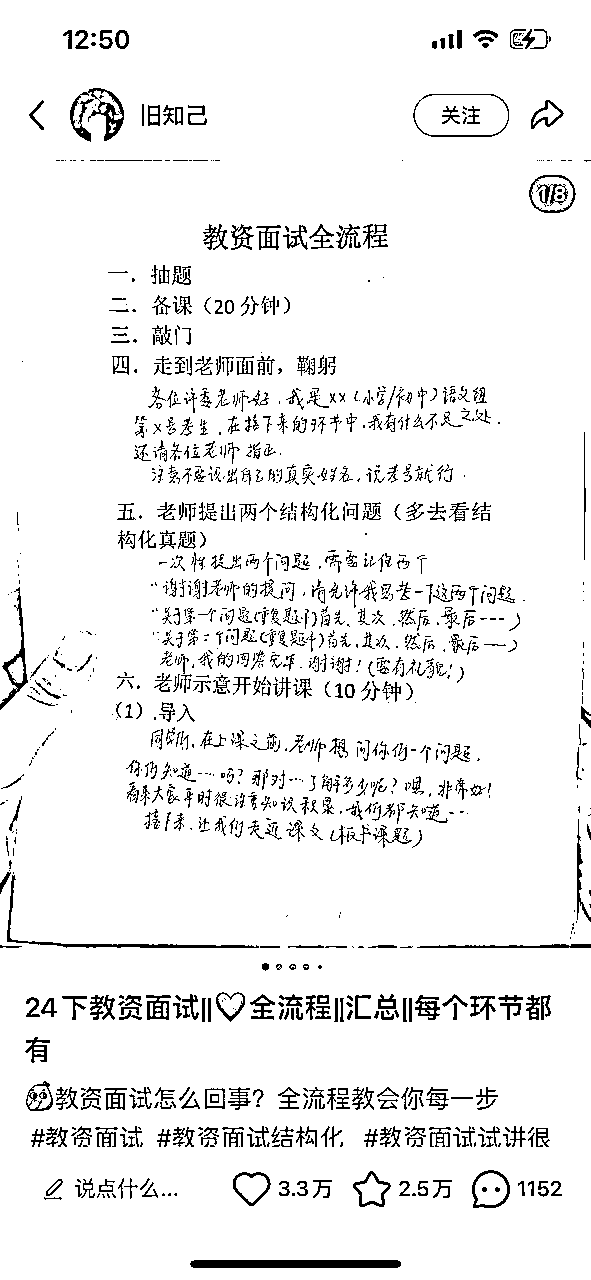 12:50
旧知己
关注
1/8
教资面试全流程
一．抽题
二．备课（20分钟）
三．敲门
四．走到老师面前，鞠躬
各位评委老师好，我是xx（小学/初中）语文组
第x号考生，在接下来的环节中，我有什么不足之处，
还请各位老师指正．
注意不要说出自己的真实姓名，说考号就行．
五．老师提出两个结构化问题（多去看结
构化真题）
一次性提出两个问题，需要记住两个
"谢谢老师的提问，请允许我思考一下这两个问题．
"关于第一个问题(重复题干)首先，其次，然后，最后----)
"关于第二个问题(重复题干)首先，其次，然后，最后----)
老师，我的回答完毕，谢谢！(要有礼貌！)
六．老师示意开始讲课（10分钟）
（1）.导入
同学们，在上课之前，老师想问你们一个问题，
你们知道……吗？那对……了解多少呢？嗯，非常好！
看来大家平时很注重知识积累，我们都知道……
接下来，让我们走近课文(板书课题)
24下教资面试||♡全流程||汇总||每个环节都
有
教资面试怎么回事？全流程教会你每一步
#教资面试 #教资面试结构化 #教资面试试讲很
说点什么...
3.3万
2.5万
1152